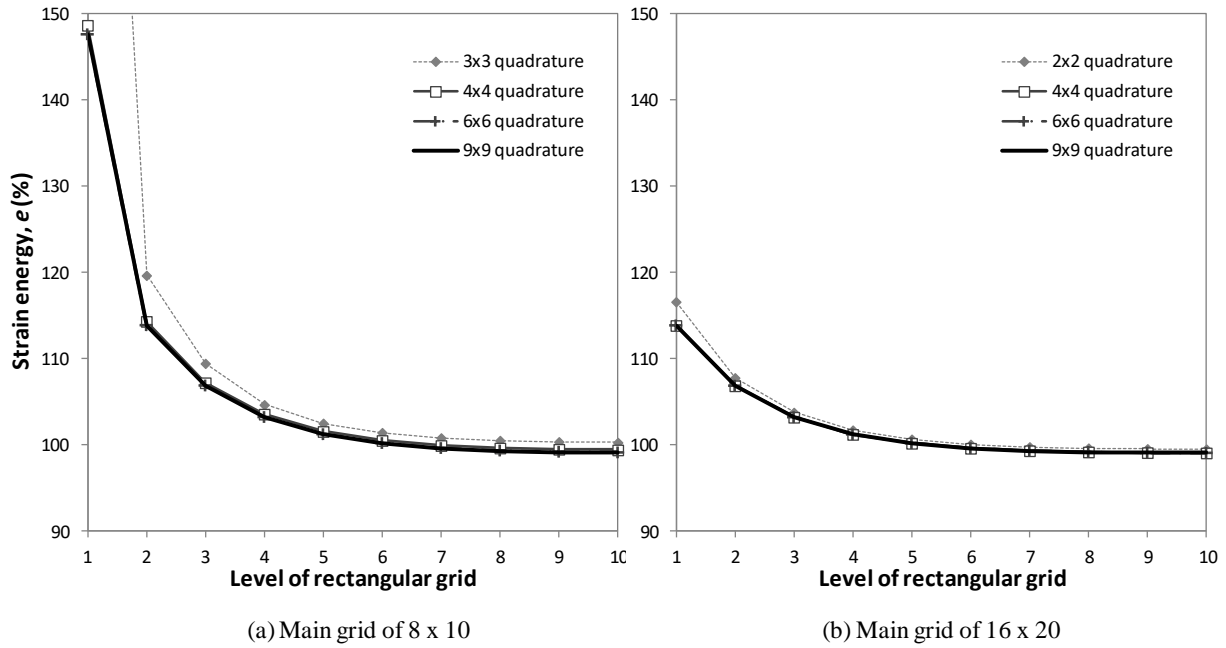 150
140
130
120
110
100
90
Strain energy, e (%)
3x3 quadrature
4x4 quadrature
6x6 quadrature
9x9 quadrature
1 2 3 4 5 6 7 8 9 10
Level of rectangular grid
(a) Main grid of 8 x 10
150
140
130
120
110
100
90
2x2 quadrature
4x4 quadrature
6x6 quadrature
9x9 quadrature
1 2 3 4 5 6 7 8 9 10
Level of rectangular grid
(b) Main grid of 16 x 20